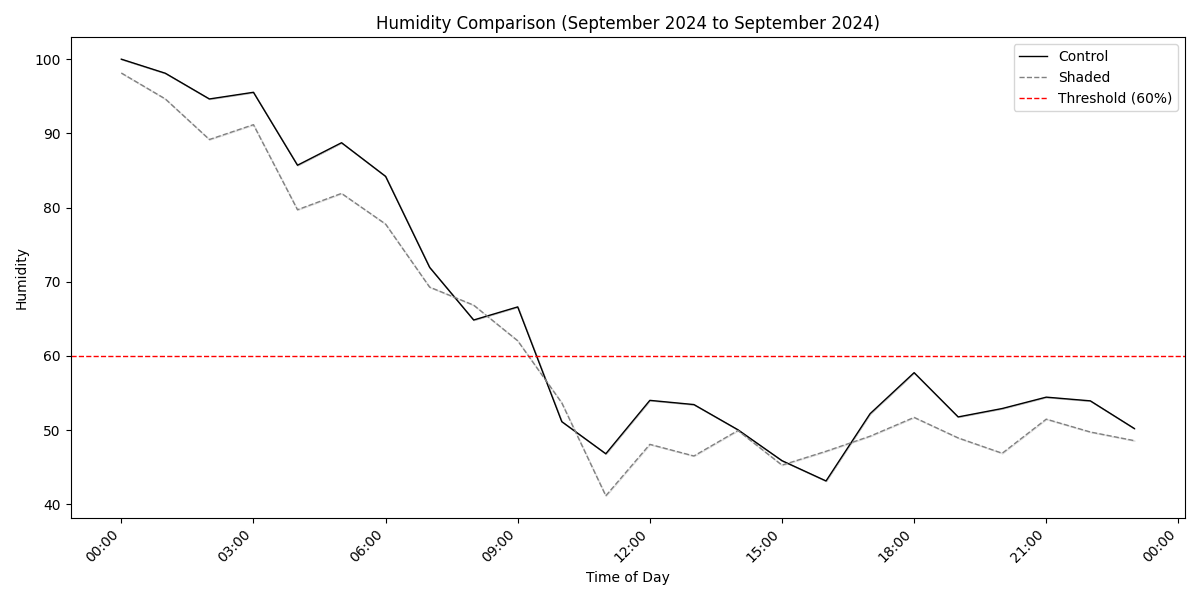 Humidity Comparison (September 2024 to September 2024)
Control
Shaded
Threshold (60%)
Humidity
100
90
80
70
60
50
40
00:00
03:00
06:00
09:00
12:00
15:00
18:00
21:00
00:00
Time of Day